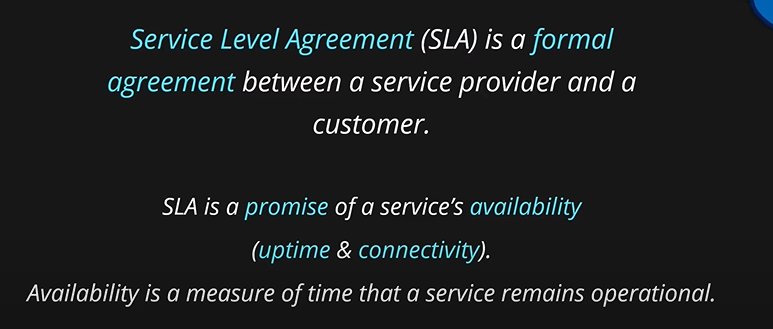 Service Level Agreement (SLA) is a formal
agreement between a service provider and a
customer.
SLA is a promise of a service's availability
(uptime & connectivity).
Availability is a measure of time that a service remains operational.